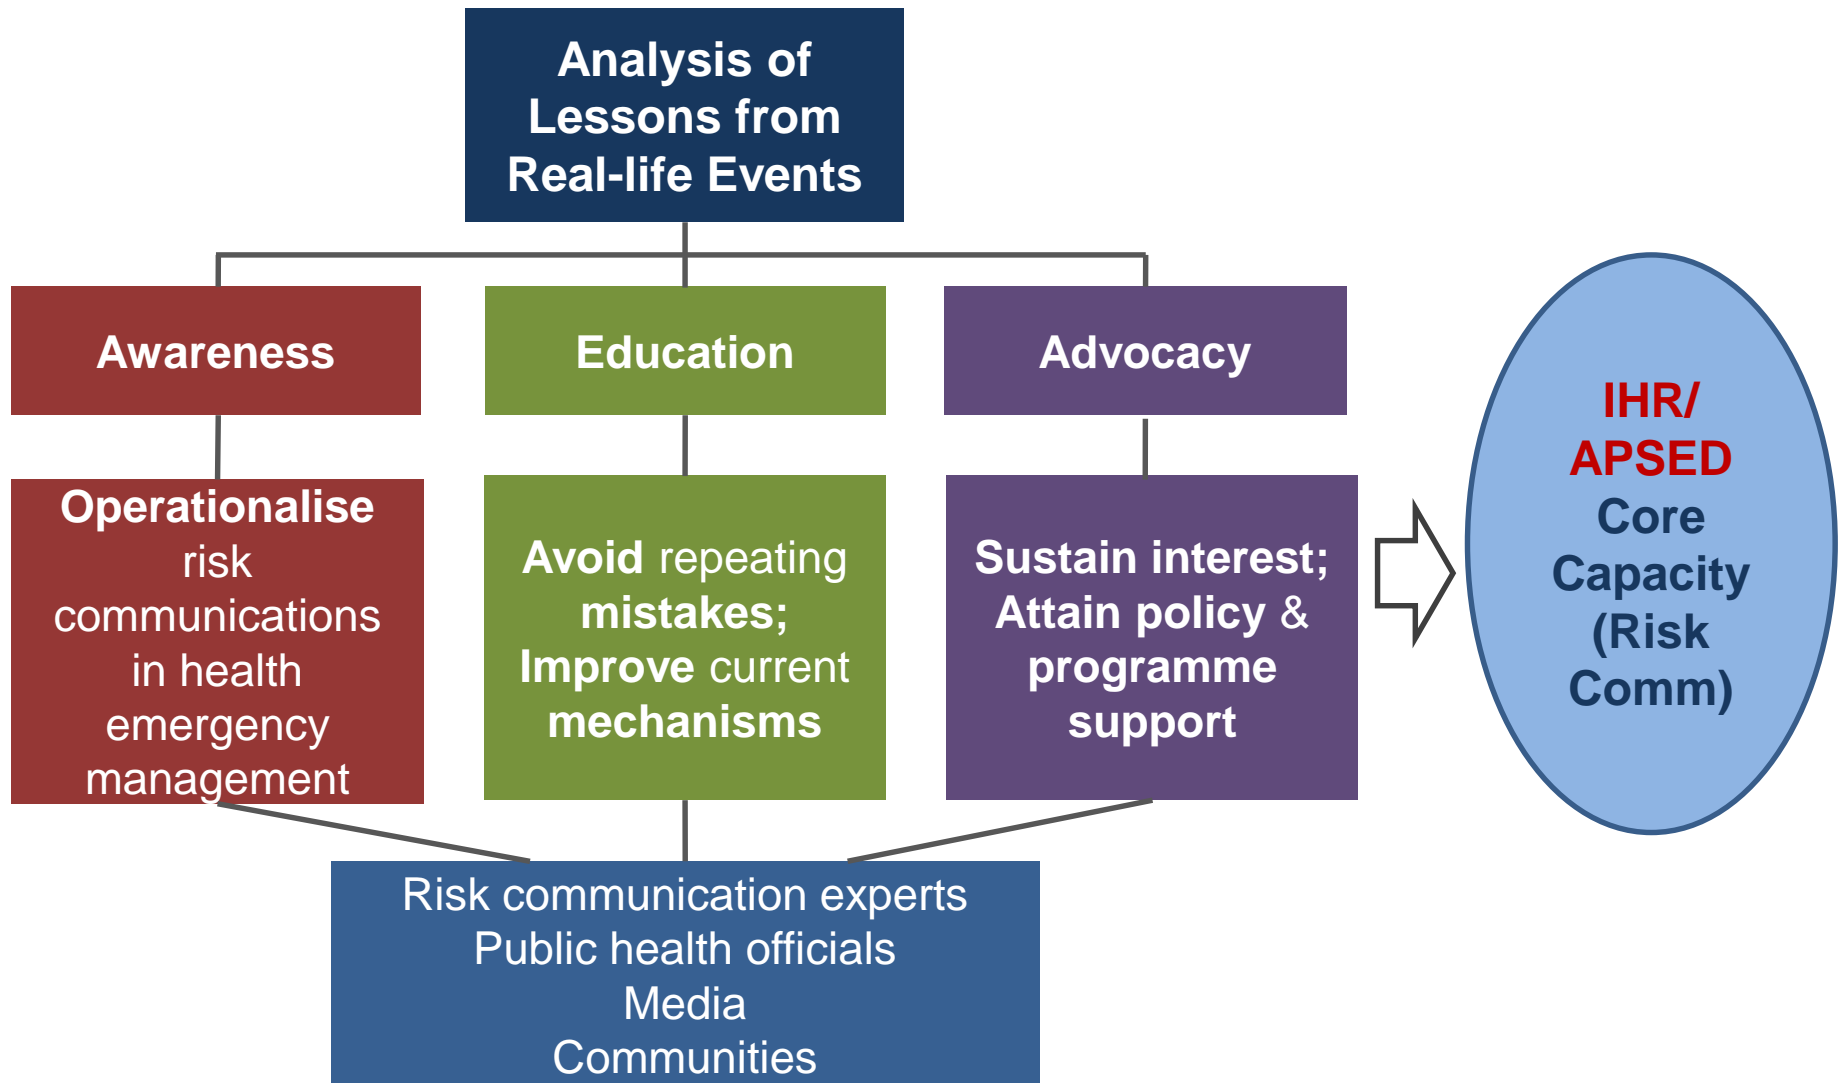 Analysis of
Lessons from
Real-life Events
Awareness
Education
Advocacy
Operationalise
risk
communications
in health
emergency
management
Avoid repeating
mistakes;
Improve current
mechanisms
Sustain interest;
Attain policy &
programme
support
IHR/
APSED
Core
Capacity
(Risk
Comm)
Risk communication experts
Public health officials
Media
Communities